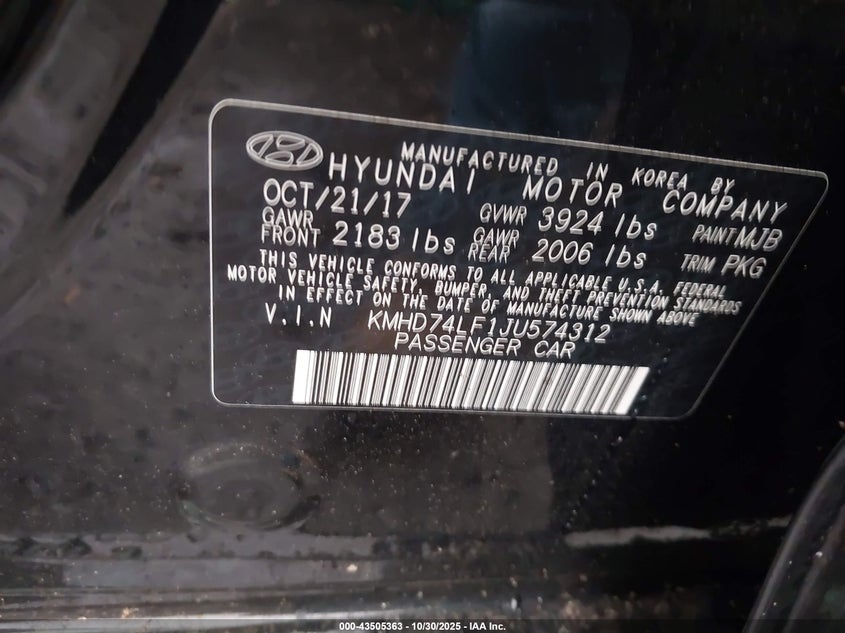 MANUFACTURED IN KOREA BY
HYUNDAI MOTOR COMPANY
OCT/21/17 GVWR 3924 lbs PAINT MJB
GAWR FRONT 2183 lbs GAWR REAR 2006 lbs TRIM PKG
THIS VEHICLE CONFORMS TO ALL APPLICABLE U.S.A. FEDERAL
MOTOR VEHICLE SAFETY, BUMPER, AND THEFT PREVENTION STANDARDS
IN EFFECT ON THE DATE OF MANUFACTURE SHOWN ABOVE
V.I.N KMHD74LF1JU574312
PASSENGER CAR
000-43505363 - 10/30/2025 - IAA Inc.